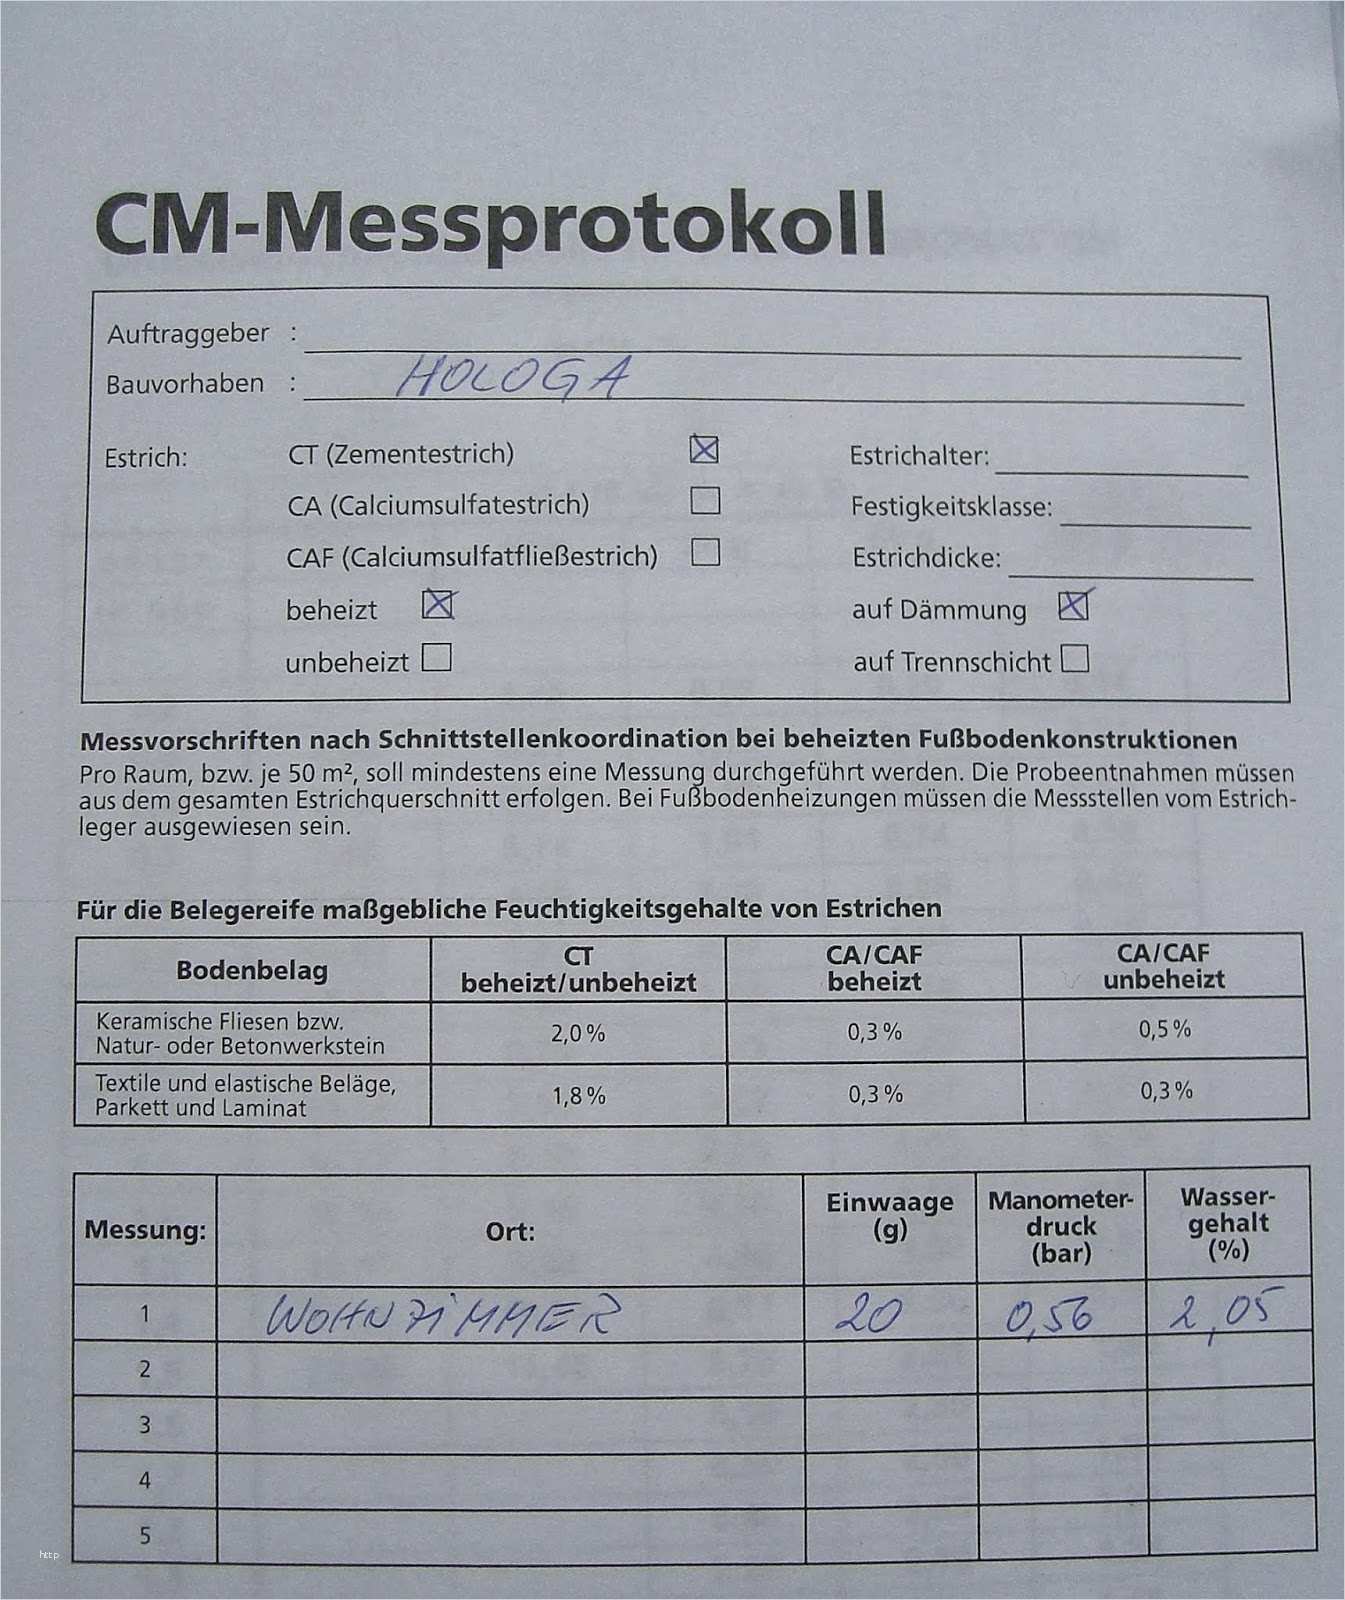 CM-Messprotokoll
Auftraggeber :
Bauvorhaben : HOLOGA
Estrich: CT (Zementestrich) Estrichalter:
CA (Calciumsulfatestrich) Festigkeitsklasse:
CAF (Calciumsulfatfließestrich) Estrichdicke:
beheizt auf Dämmung
unbeheizt auf Trennschicht
Messvorschriften nach Schnittstellenkoordination bei beheizten Fußbodenkonstruktionen
Pro Raum, bzw. je 50 m², soll mindestens eine Messung durchgeführt werden. Die Probeentnahmen müssen
aus dem gesamten Estrichquerschnitt erfolgen. Bei Fußbodenheizungen müssen die Messstellen vom Estrich-
leger ausgewiesen sein.
Für die Belegereife maßgebliche Feuchtigkeitsgehalte von Estrichen
Bodenbelag
CT
beheizt/unbeheizt
CA/CAF
beheizt
CA/CAF
unbeheizt
Keramische Fliesen bzw.
Natur- oder Betonwerkstein
2,0 % 0,3 % 0,5 %
Textile und elastische Beläge,
Parkett und Laminat
1,8 % 0,3 % 0,3 %
Messung:
Ort:
Einwaage
(g)
Manometer-
druck
(bar)
Wasser-
gehalt
(%)
1 WOHNZIMMER 20 0,56 2,05
2
3
4
5
http